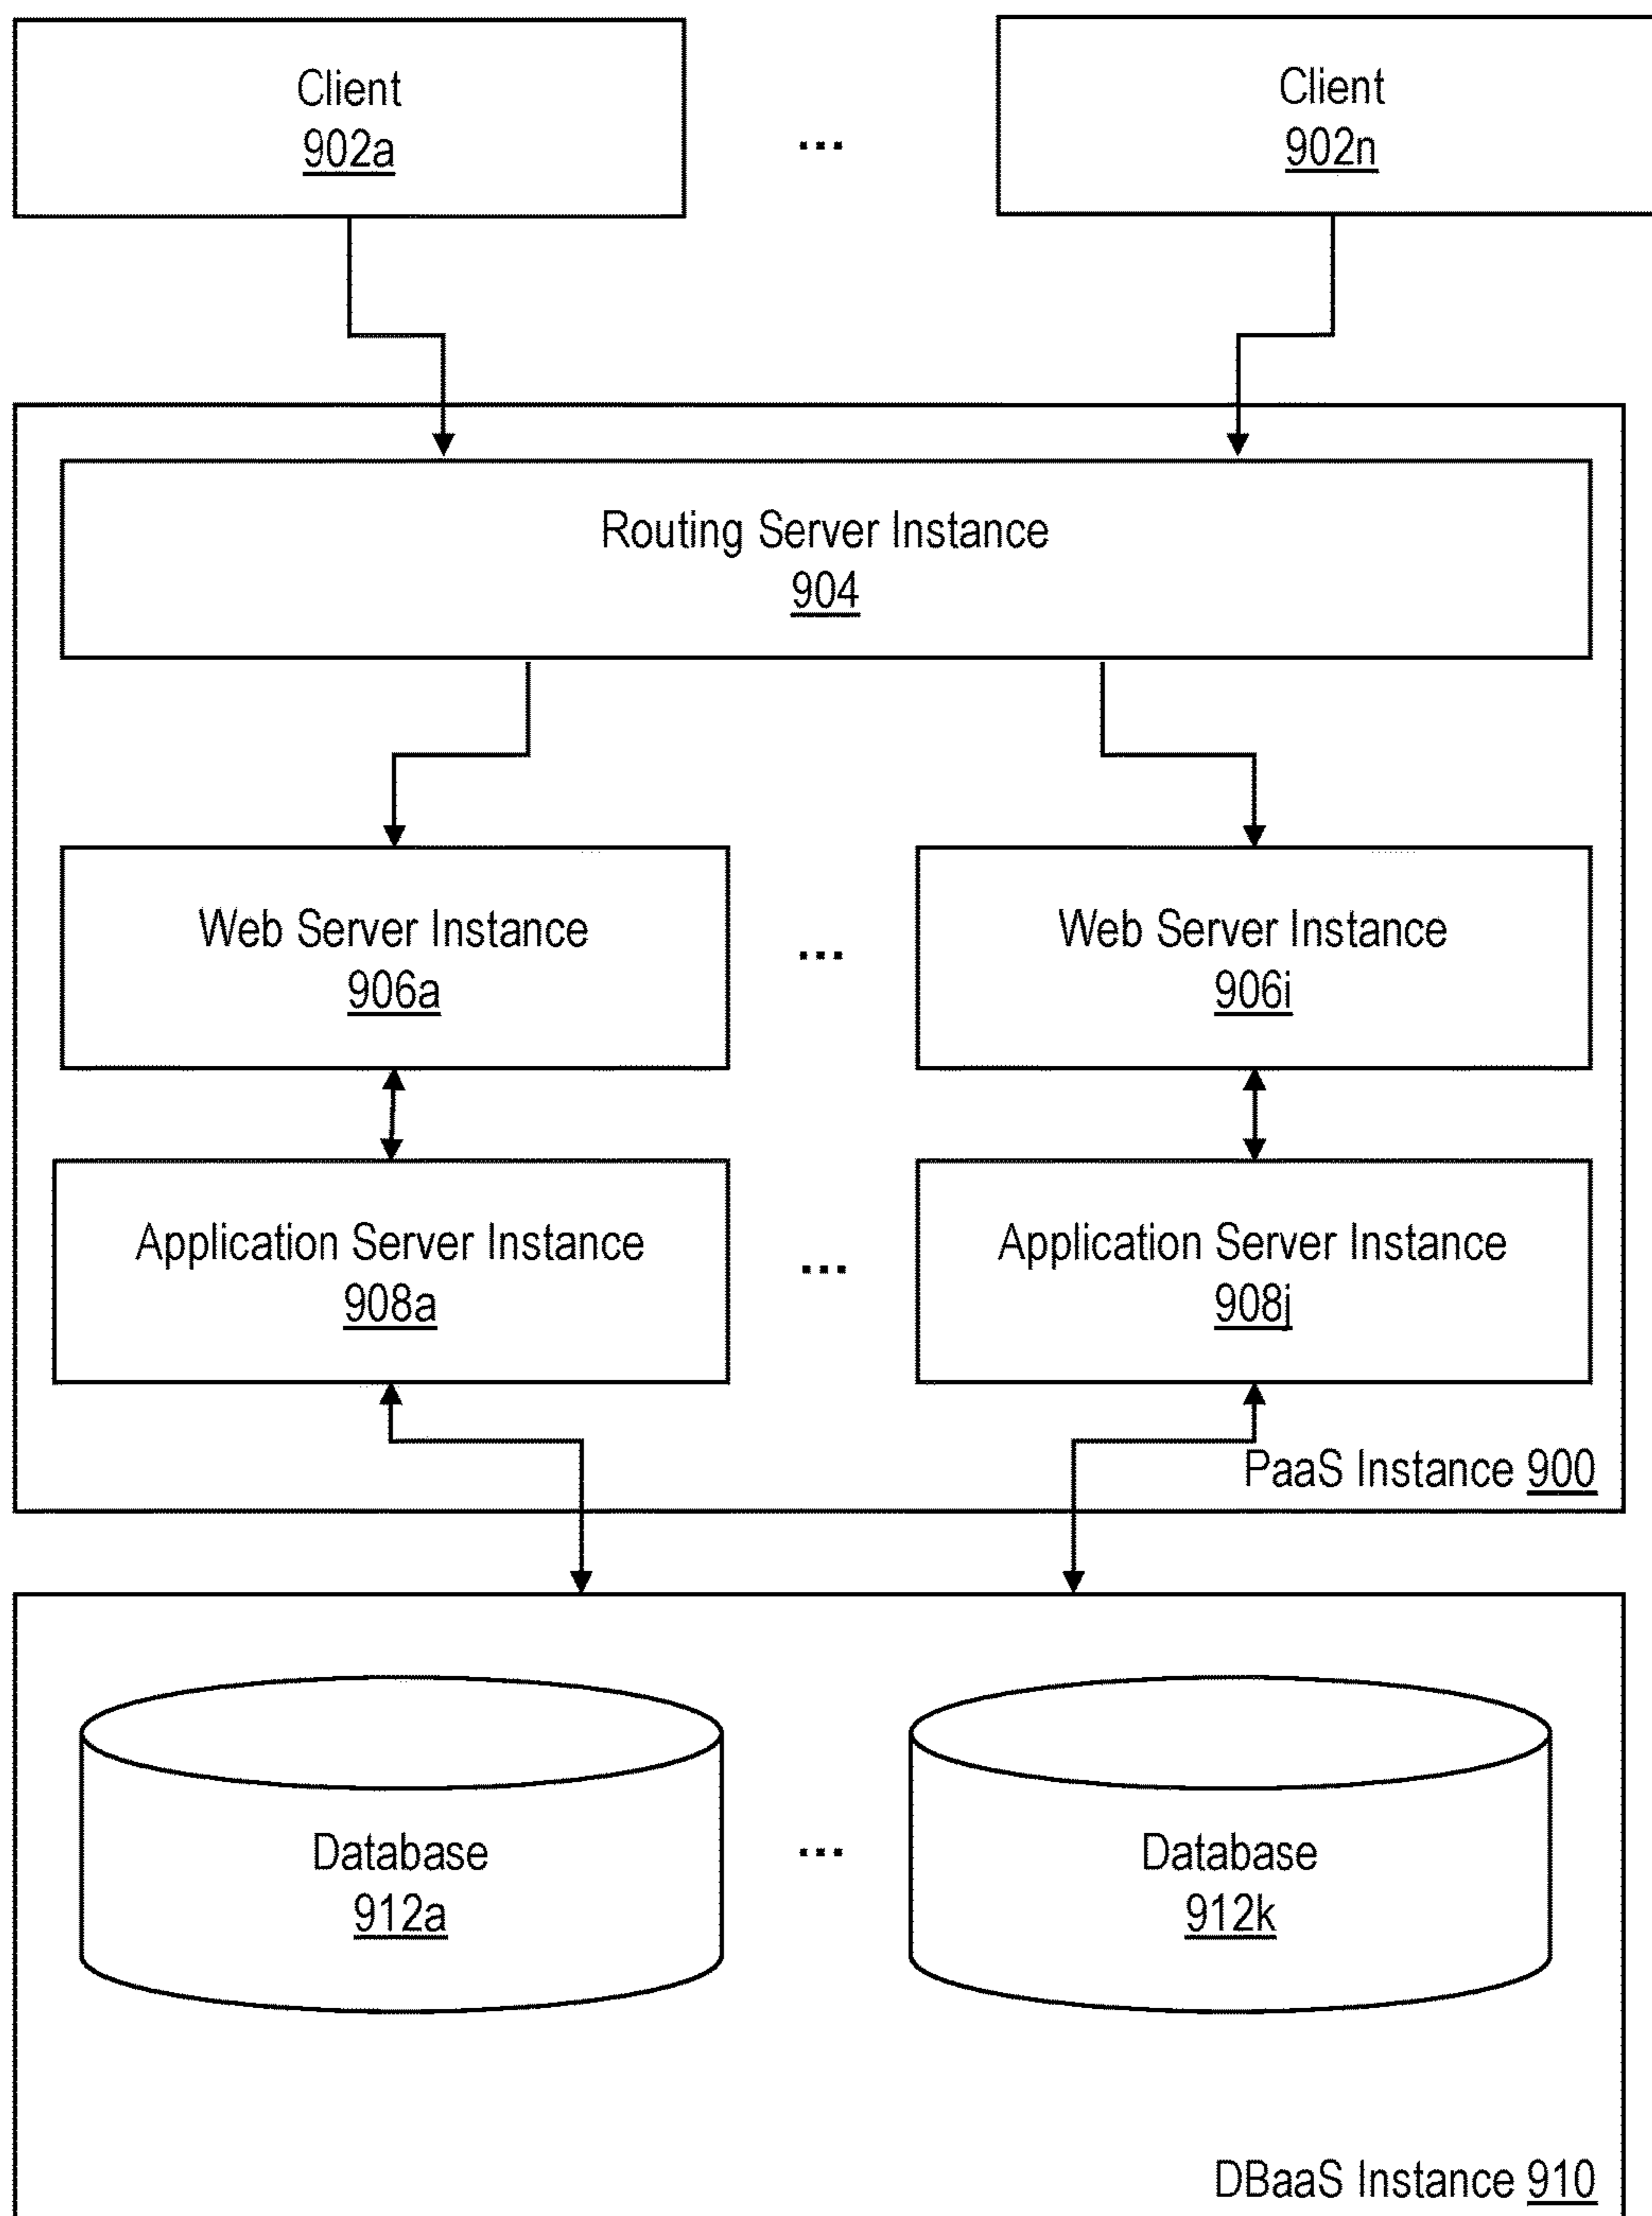 Client
902a
...
Client
902n
Routing Server Instance
904
Web Server Instance
906a
...
Web Server Instance
906i
Application Server Instance
908a
...
Application Server Instance
908j
PaaS Instance 900
Database
912a
...
Database
912k
DBaaS Instance 910